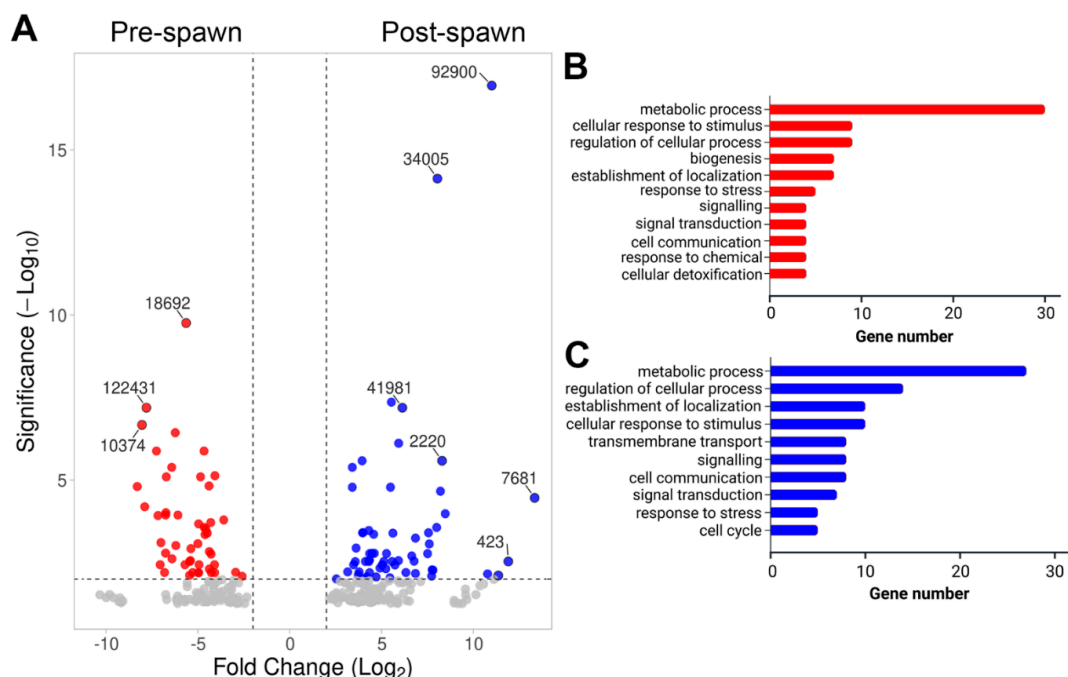 A
Pre-spawn
Post-spawn
92900
34005
18692
122431
10374
41981
2220
7681
423
15
10
5
-10
-5
0
5
10
Significance (−Log10)
Fold Change (Log2)
B
metabolic process
cellular response to stimulus
regulation of cellular process
biogenesis
establishment of localization
response to stress
signalling
signal transduction
cell communication
response to chemical
cellular detoxification
0
10
20
30
Gene number
C
metabolic process
regulation of cellular process
establishment of localization
cellular response to stimulus
transmembrane transport
signalling
cell communication
signal transduction
response to stress
cell cycle
0
10
20
30
Gene number